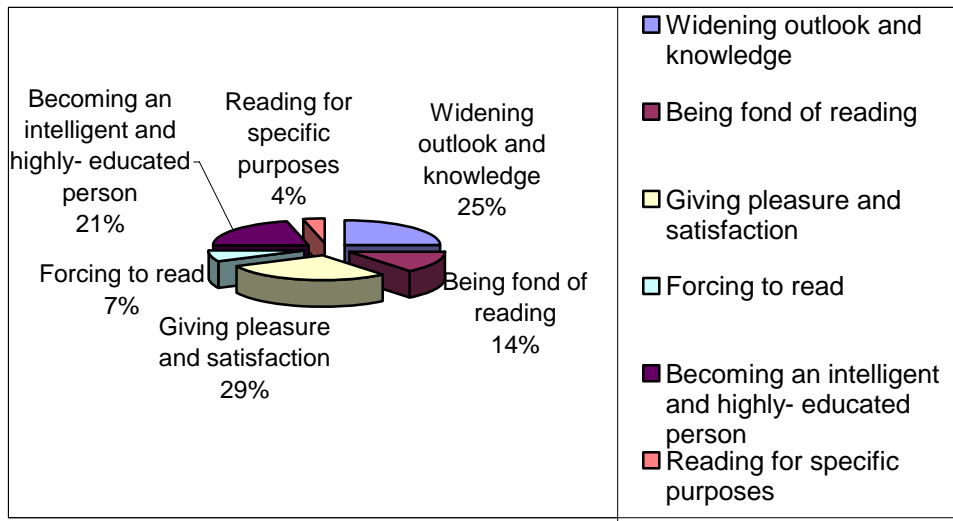 Becoming an
intelligent and
highly- educated
person
21%
Reading for
specific
purposes
4%
Widening
outlook and
knowledge
25%
Forcing to read
7%
Giving pleasure
and satisfaction
29%
Being fond of
reading
14%
Widening outlook and
knowledge
Being fond of reading
Giving pleasure and
satisfaction
Forcing to read
Becoming an intelligent
and highly- educated
person
Reading for specific
purposes